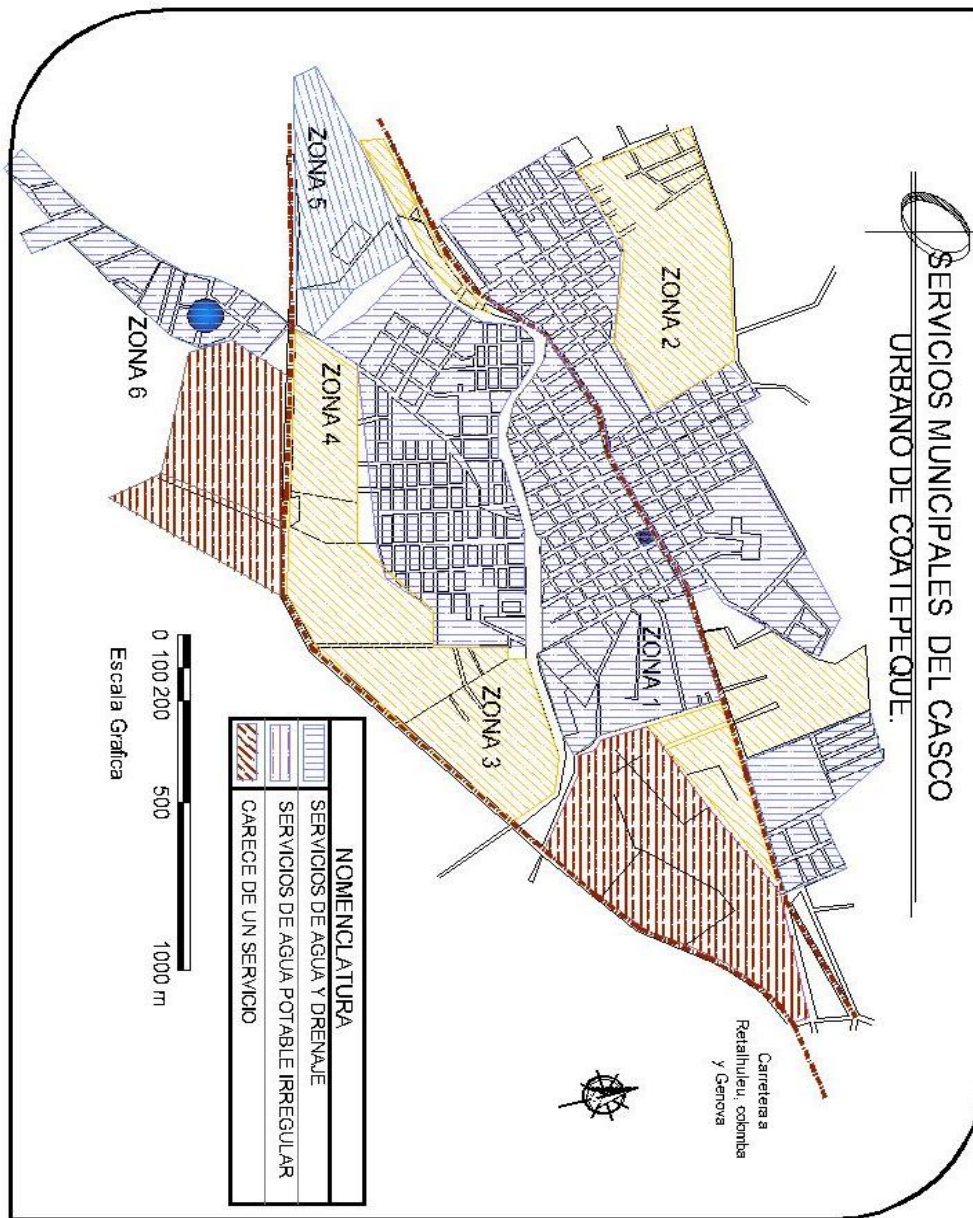 SERVICIOS MUNICIPALES DEL CASCO
URBANO DE COATEPEQUE.
ZONA 5
ZONA 2
ZONA 6
ZONA 4
ZONA 1
ZONA 3
Carretera a
Retalhuleu, colomba
y Genova
NOMENCLATURA
SERVICIOS DE AGUA Y DRENAJE
SERVICIOS DE AGUA POTABLE IRREGULAR
CARECE DE UN SERVICIO
0 100 200 500 1000 m
Escala Grafica